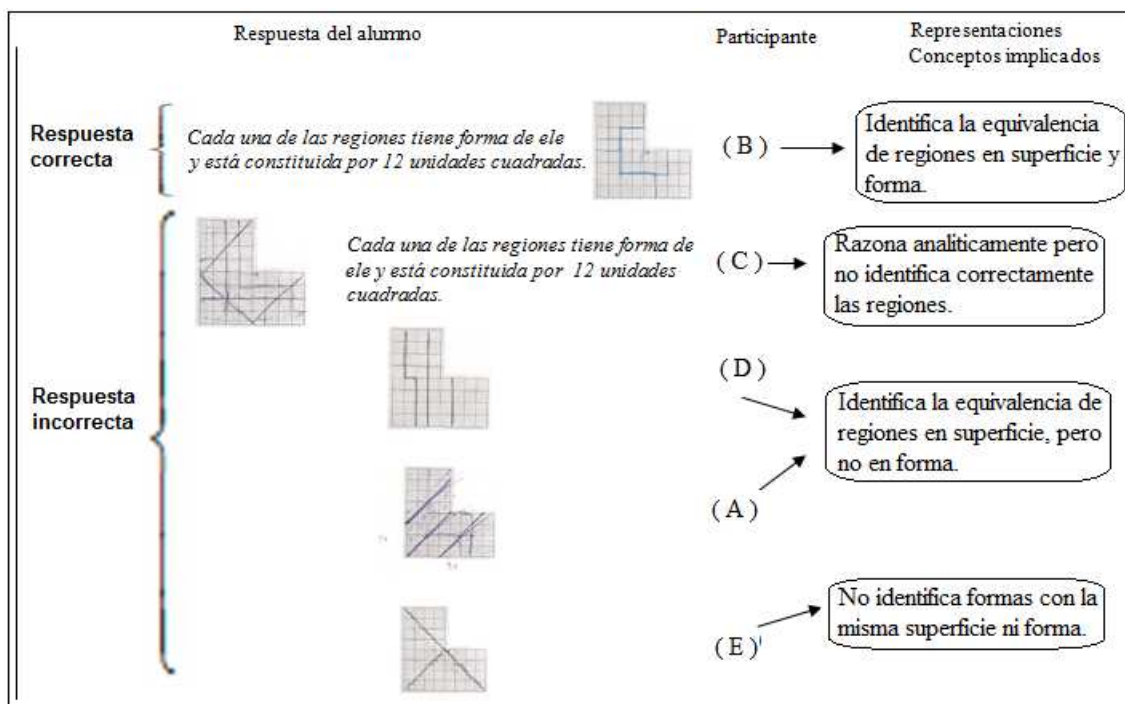 Respuesta del alumno
Participante
Representaciones
Conceptos implicados
Respuesta
correcta
Cada una de las regiones tiene forma de ele
y está constituida por 12 unidades cuadradas.
( B )
Identifica la equivalencia
de regiones en superficie y
forma.
Respuesta
incorrecta
Cada una de las regiones tiene forma de
ele y está constituida por 12 unidades
cuadradas.
( C )
Razona analíticamente pero
no identifica correctamente
las regiones.
( D )
Identifica la equivalencia de
regiones en superficie, pero
no en forma.
( A )
( E )
No identifica formas con la
misma superficie ni forma.